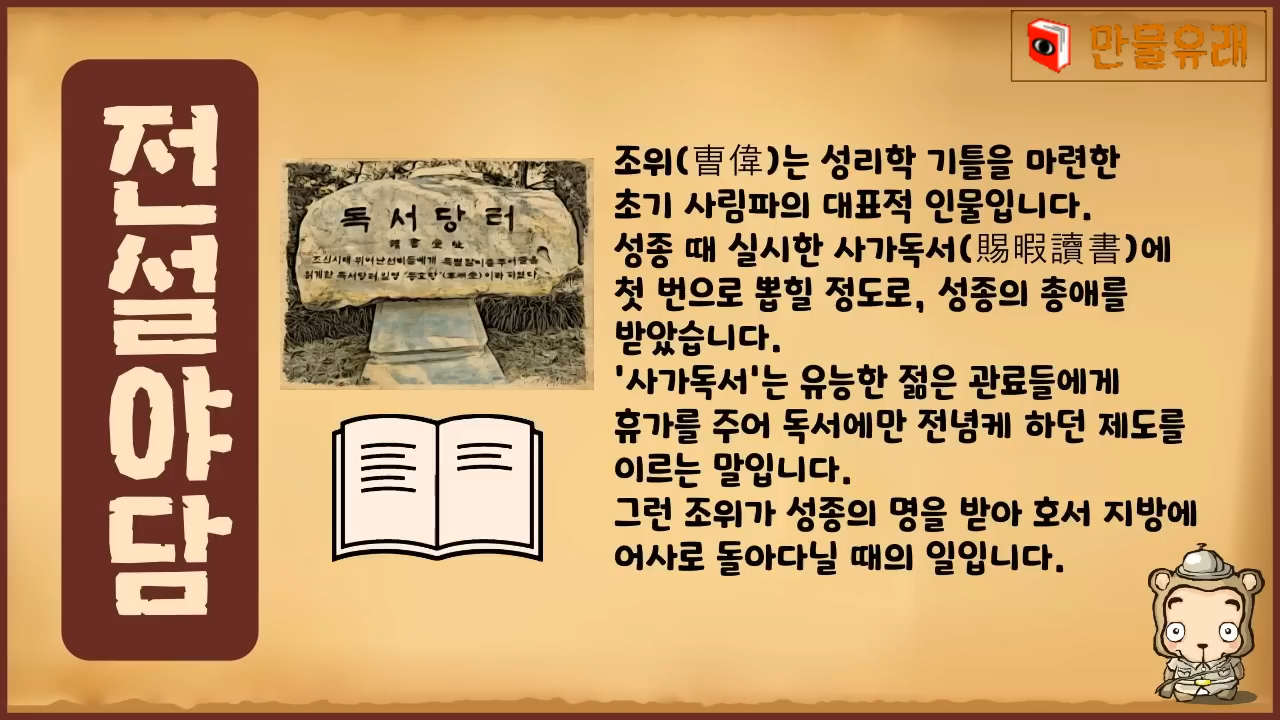 만물유래
전설야담
독서당 터
讀書堂址
조위(曺偉)는 성리학 기틀을 마련한
초기 사림파의 대표적 인물입니다.
성종 때 실시한 사가독서(賜暇讀書)에
첫 번으로 뽑힐 정도로, 성종의 총애를
받았습니다.
'사가독서'는 유능한 젊은 관료들에게
휴가를 주어 독서에만 전념케 하던 제도를
이르는 말입니다.
그런 조위가 성종의 명을 받아 호서 지방에
어사로 돌아다닐 때의 일입니다.